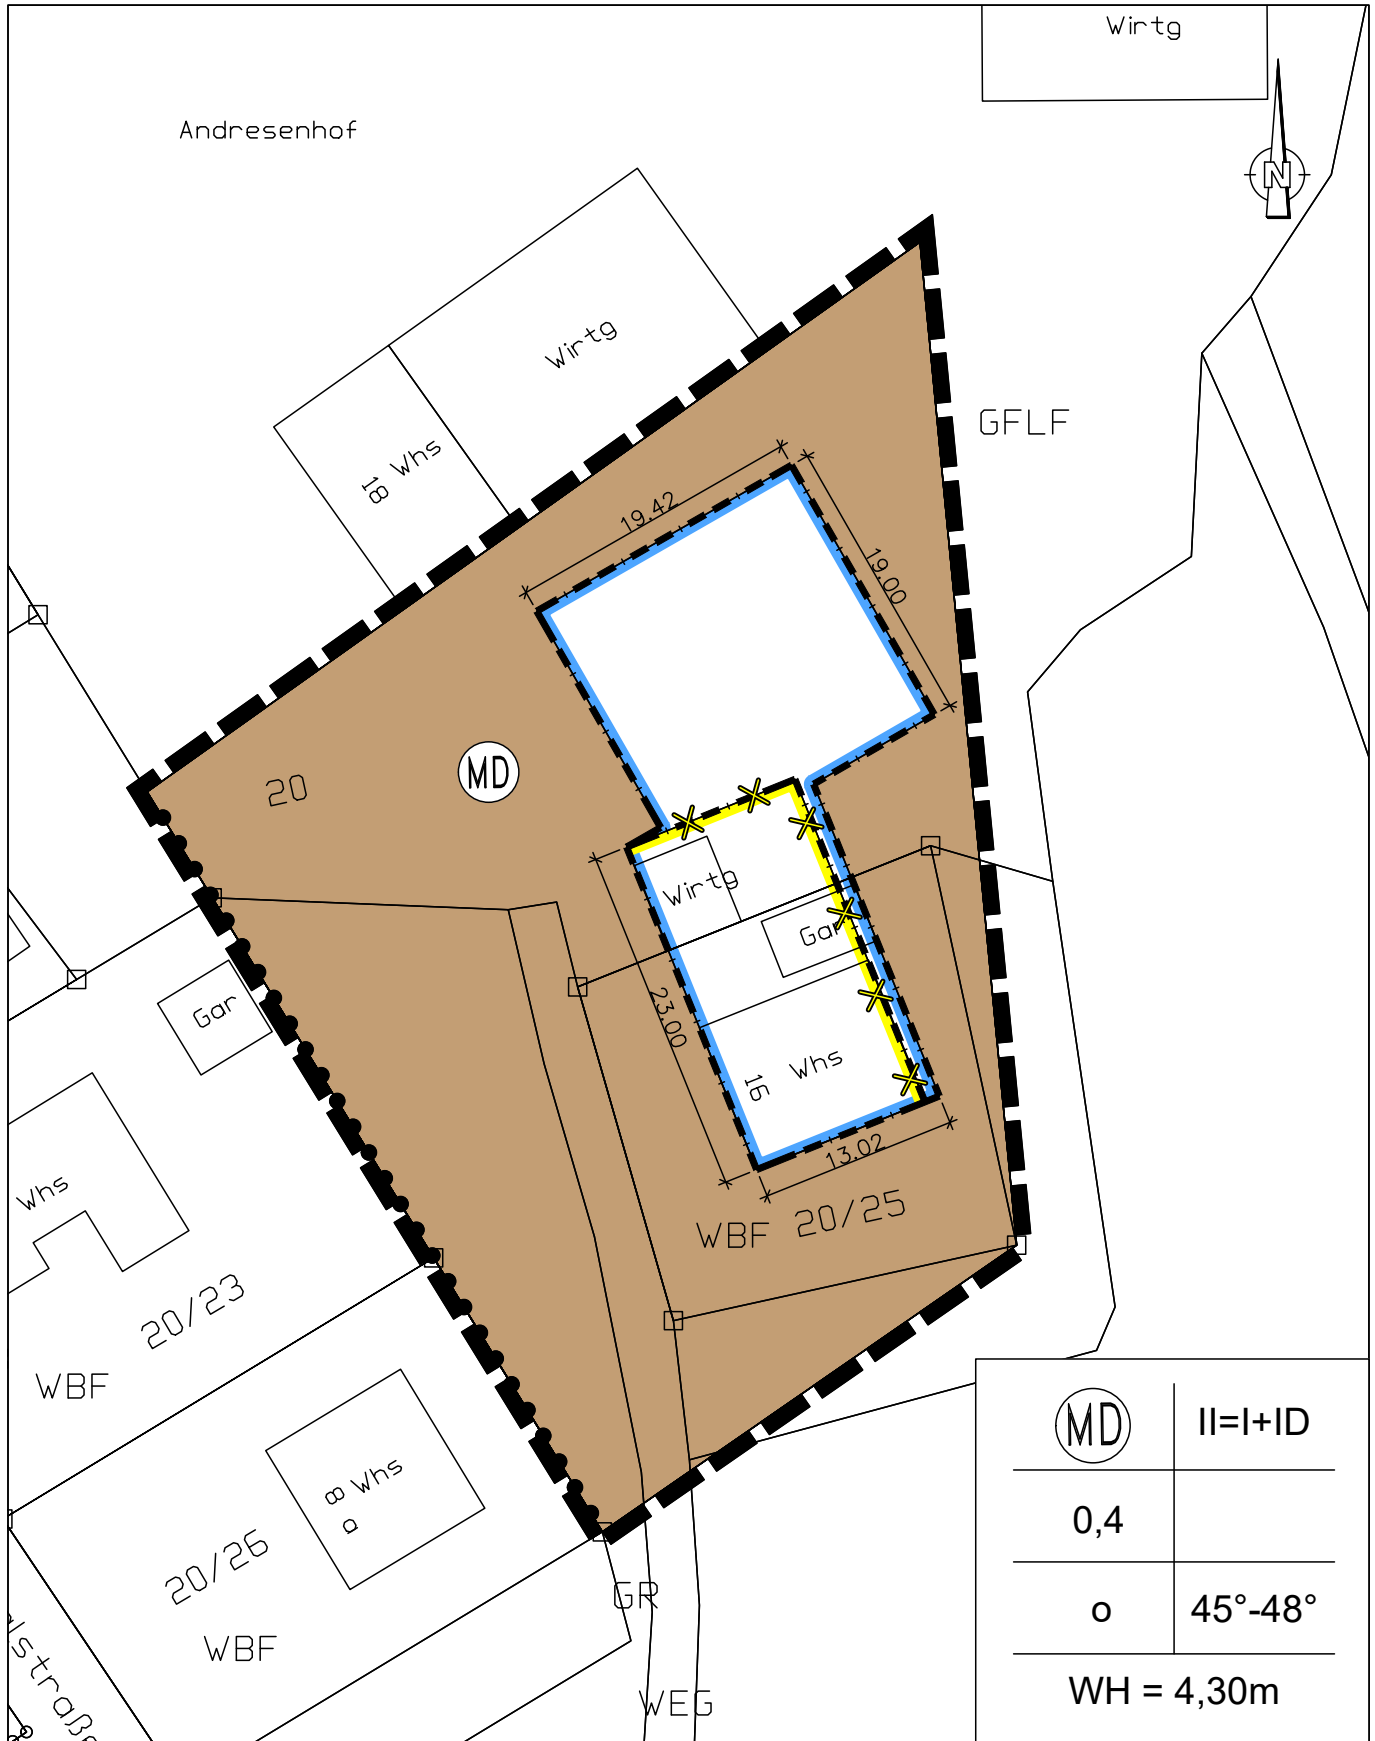 Wirtg
Andresenhof
N
Wirtg
18 Whs
GFLF
19.42
19.00
20
MD
Wirtg
Gar
23.00
Gar
16 Whs
13.02
Whs
WBF 20/25
20/23
WBF
8 Whs
a
20/26
WBF
GR
WEG
lstraße
MD
II=I+ID
0,4
o
45°-48°
WH = 4,30m